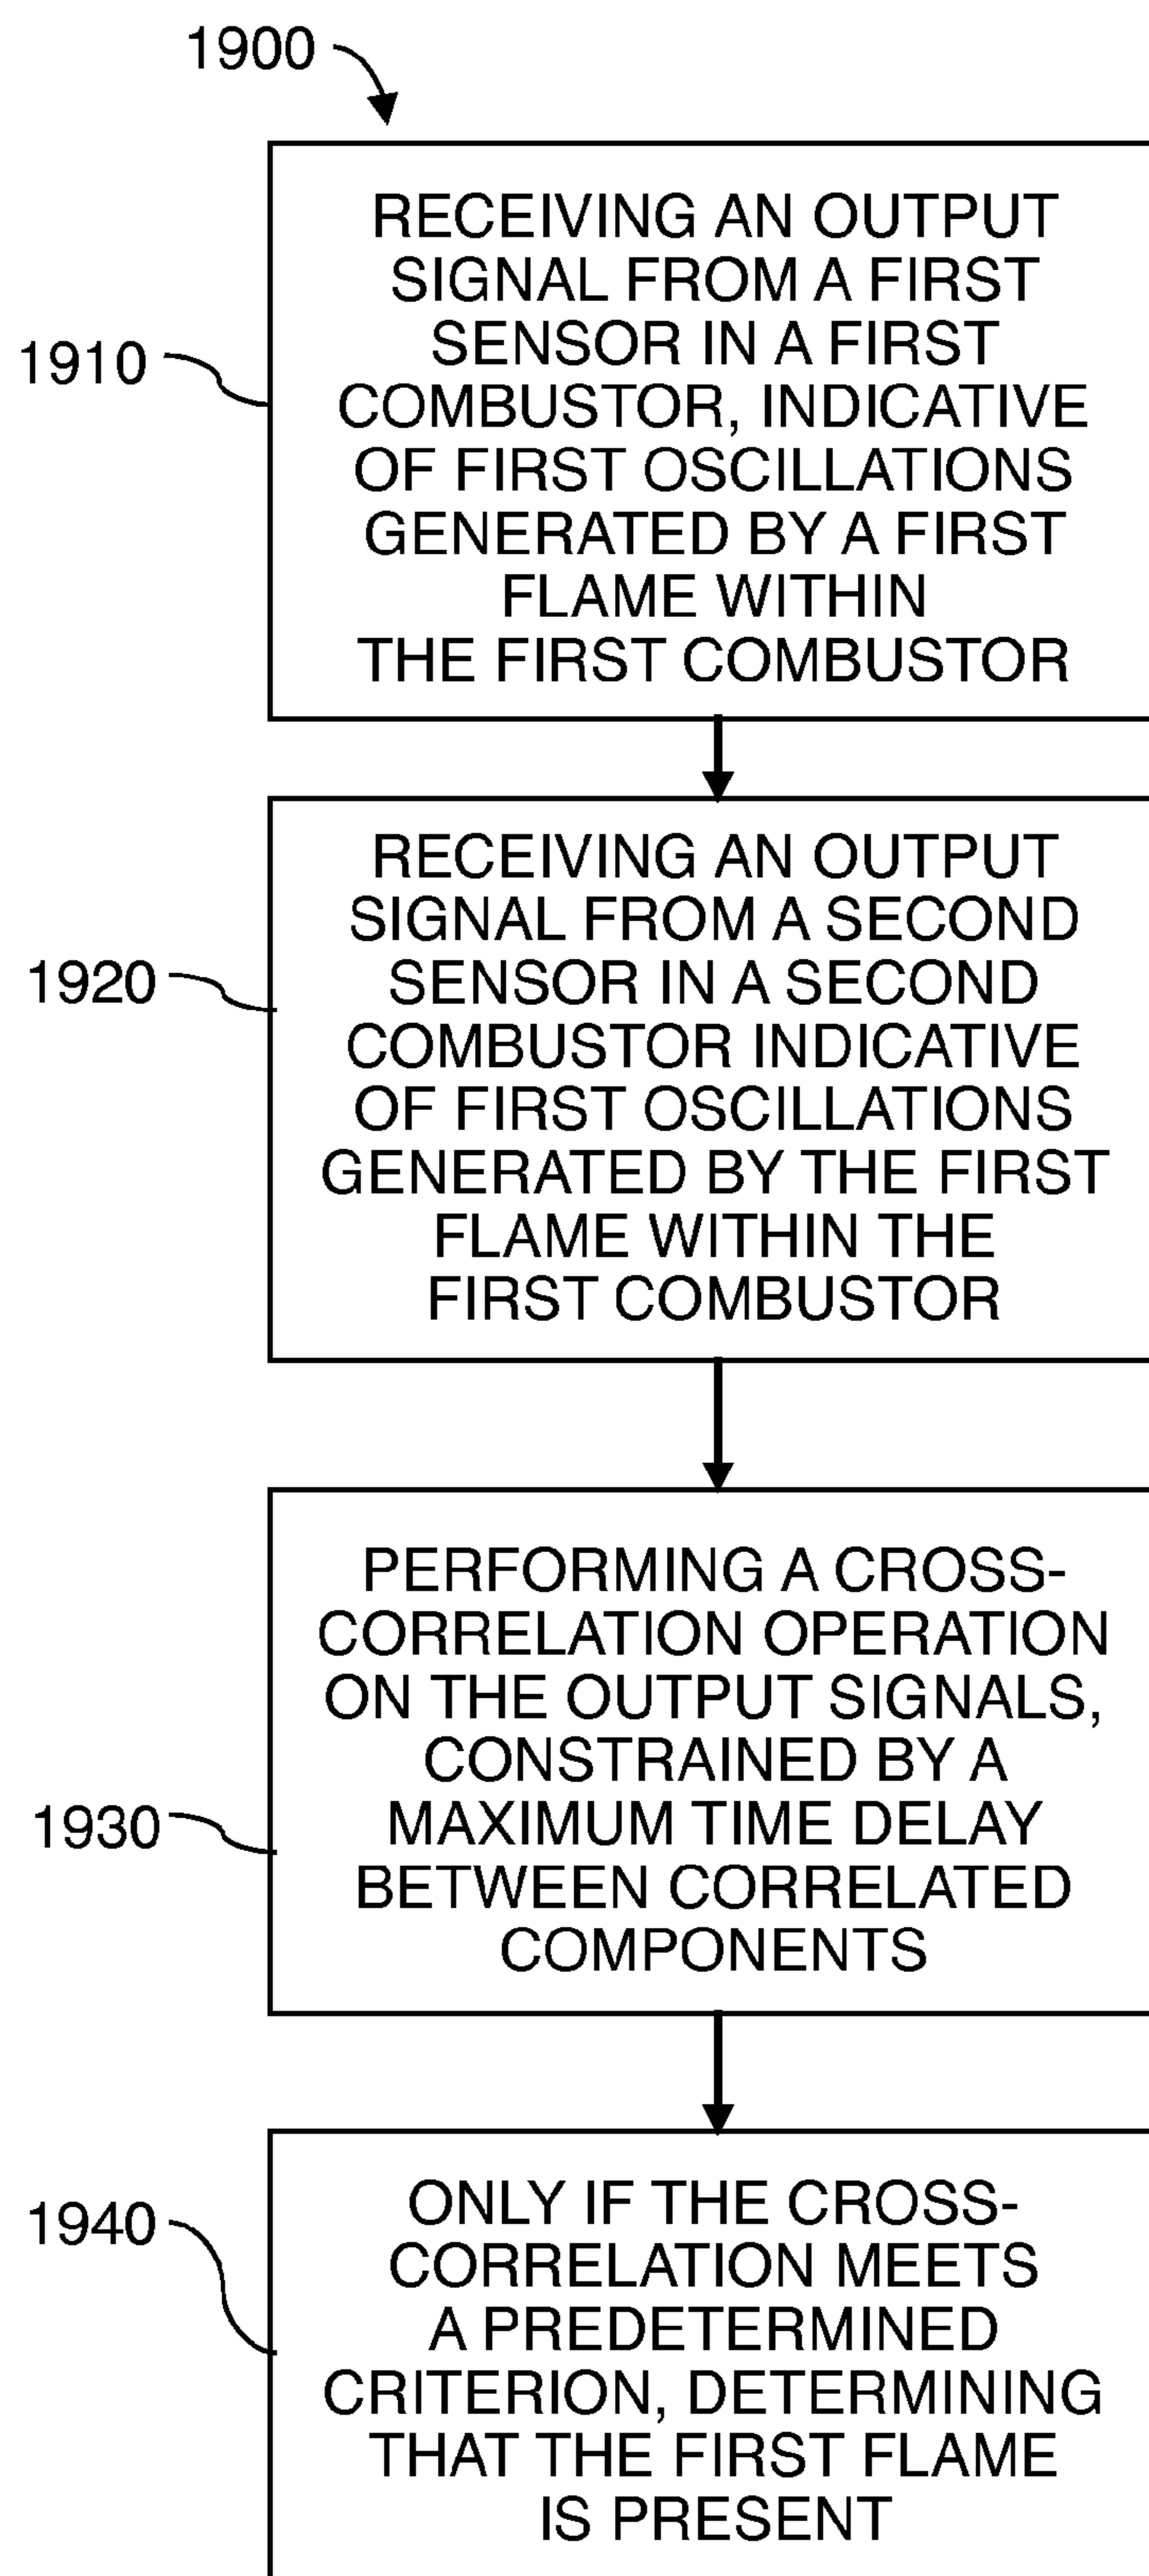 1900
RECEIVING AN OUTPUT
SIGNAL FROM A FIRST
SENSOR IN A FIRST
COMBUSTOR, INDICATIVE
OF FIRST OSCILLATIONS
GENERATED BY A FIRST
FLAME WITHIN
THE FIRST COMBUSTOR
1910
RECEIVING AN OUTPUT
SIGNAL FROM A SECOND
SENSOR IN A SECOND
COMBUSTOR INDICATIVE
OF FIRST OSCILLATIONS
GENERATED BY THE FIRST
FLAME WITHIN THE
FIRST COMBUSTOR
1920
PERFORMING A CROSS-
CORRELATION OPERATION
ON THE OUTPUT SIGNALS,
CONSTRAINED BY A
MAXIMUM TIME DELAY
BETWEEN CORRELATED
COMPONENTS
1930
ONLY IF THE CROSS-
CORRELATION MEETS
A PREDETERMINED
CRITERION, DETERMINING
THAT THE FIRST FLAME
IS PRESENT
1940